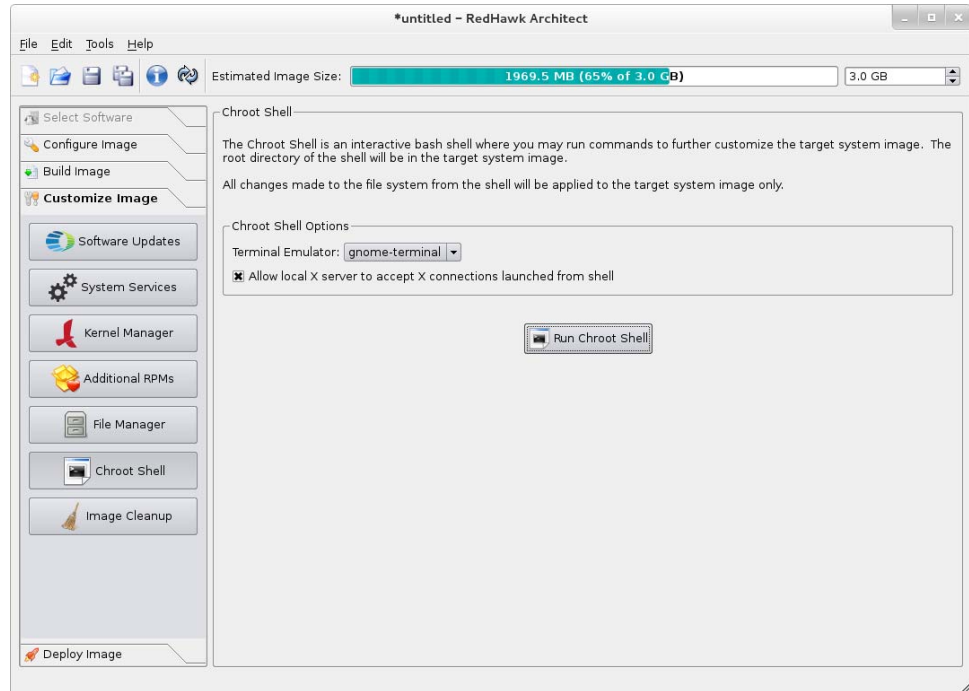 *untitled – RedHawk Architect
File Edit Tools Help
Estimated Image Size: 1969.5 MB (65% of 3.0 GB) 3.0 GB
Select Software
Configure Image
Build Image
Customize Image
Software Updates
System Services
Kernel Manager
Additional RPMs
File Manager
Chroot Shell
Image Cleanup
Deploy Image
Chroot Shell
The Chroot Shell is an interactive bash shell where you may run commands to further customize the target system image. The
root directory of the shell will be in the target system image.
All changes made to the file system from the shell will be applied to the target system image only.
Chroot Shell Options
Terminal Emulator: gnome-terminal
Allow local X server to accept X connections launched from shell
Run Chroot Shell